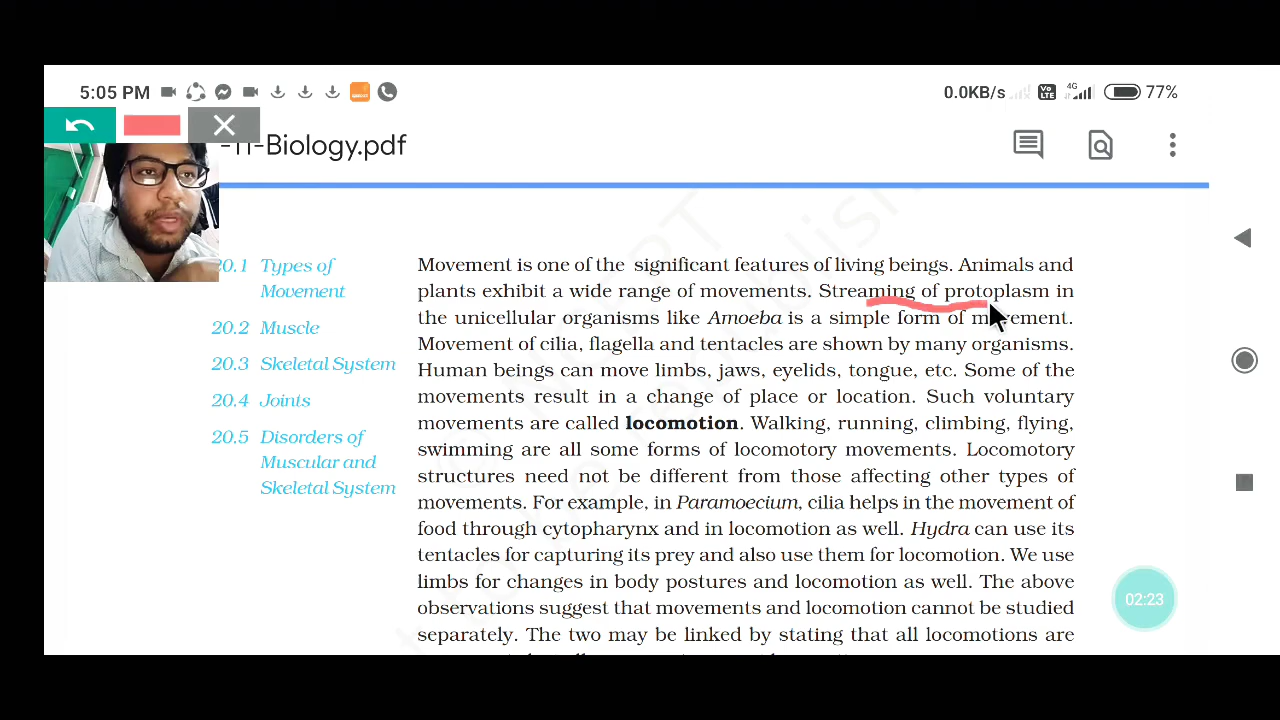 5:05 PM
0.0KB/s Vo LTE 4G 77%
-11-Biology.pdf
20.1 Types of Movement
20.2 Muscle
20.3 Skeletal System
20.4 Joints
20.5 Disorders of Muscular and Skeletal System
Movement is one of the significant features of living beings. Animals and
plants exhibit a wide range of movements. Streaming of protoplasm in
the unicellular organisms like Amoeba is a simple form of movement.
Movement of cilia, flagella and tentacles are shown by many organisms.
Human beings can move limbs, jaws, eyelids, tongue, etc. Some of the
movements result in a change of place or location. Such voluntary
movements are called locomotion. Walking, running, climbing, flying,
swimming are all some forms of locomotory movements. Locomotory
structures need not be different from those affecting other types of
movements. For example, in Paramoecium, cilia helps in the movement of
food through cytopharynx and in locomotion as well. Hydra can use its
tentacles for capturing its prey and also use them for locomotion. We use
limbs for changes in body postures and locomotion as well. The above
observations suggest that movements and locomotion cannot be studied
separately. The two may be linked by stating that all locomotions are
02:23